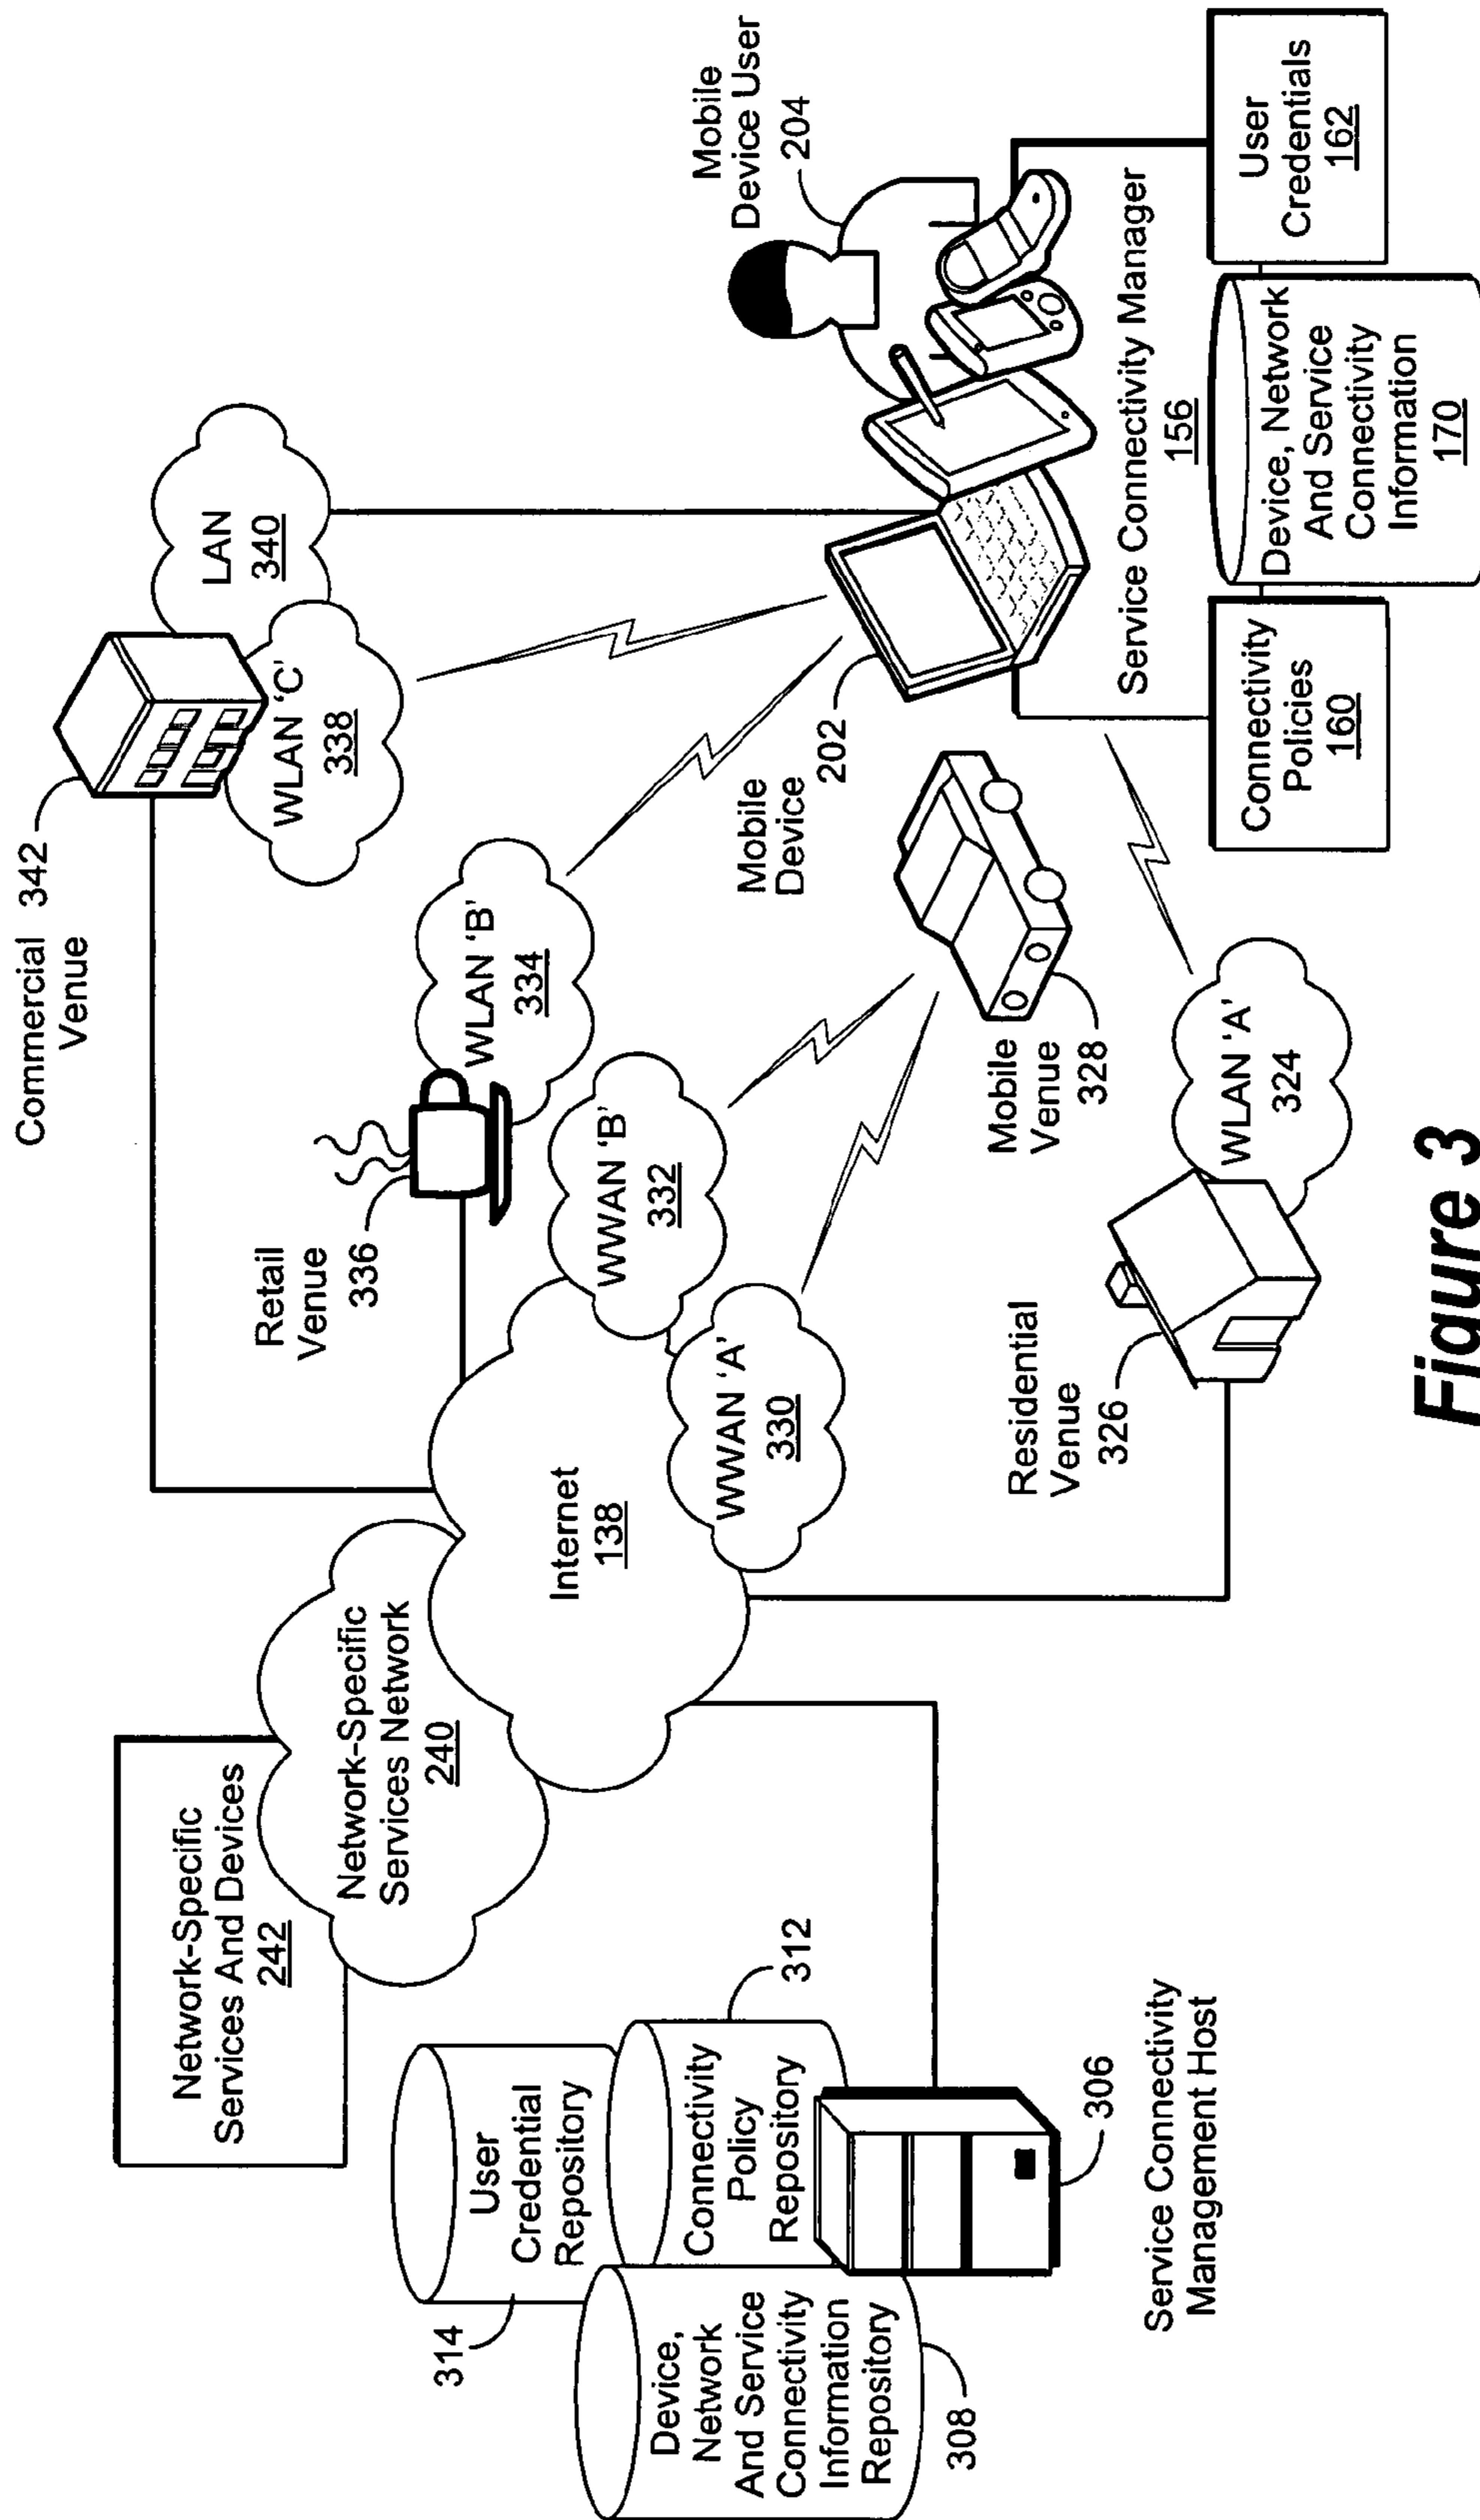 Commercial 342
Venue
LAN
340
WLAN 'C'
338
Mobile
Device User
204
Network-Specific
Services And Devices
242
Network-Specific
Services Network
240
Retail
Venue
336
WLAN 'B'
334
Internet
138
WWAN 'B'
332
WWAN 'A'
330
Mobile
Device
202
314
User
Credential
Repository
312
Connectivity
Policy
Repository
Device,
Network
And Service
Connectivity
Information
Repository
308
306
Service Connectivity
Management Host
Mobile
Venue
328
Residential
Venue
326
WLAN 'A'
324
Service Connectivity Manager
156
Connectivity
Policies
160
Device, Network
And Service
Connectivity
Information
170
User
Credentials
162
Figure 3